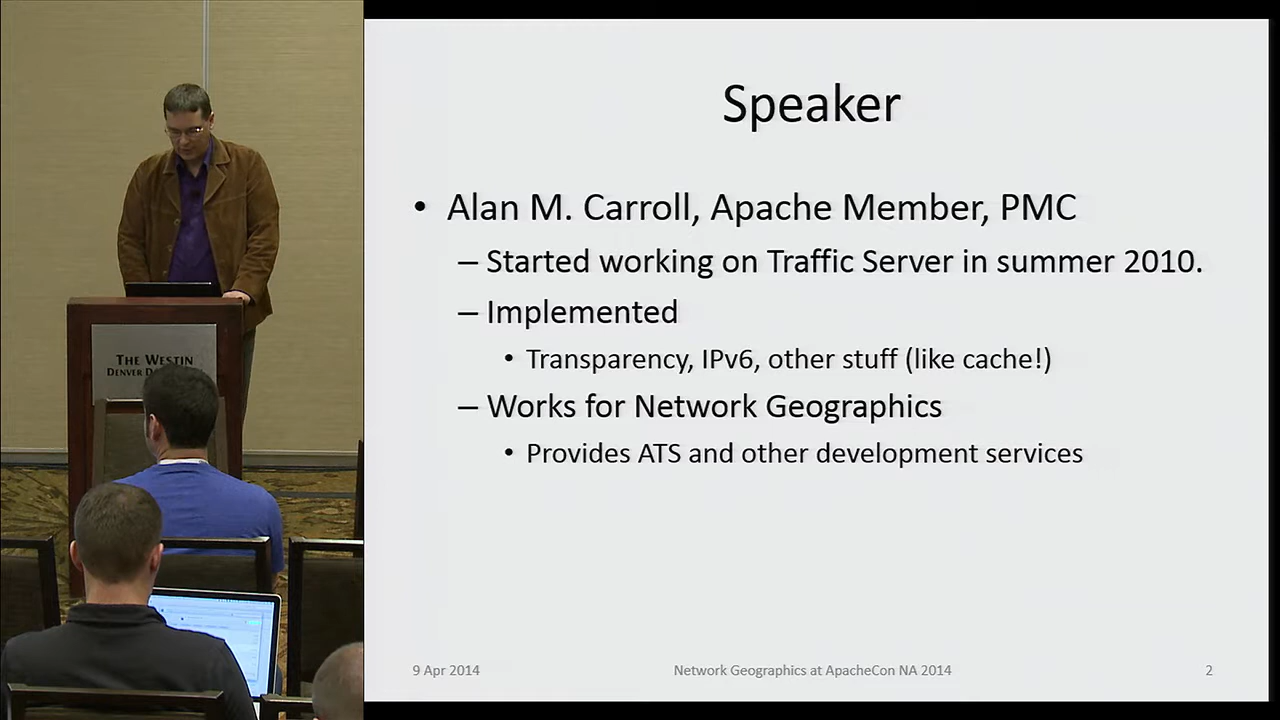 Speaker
• Alan M. Carroll, Apache Member, PMC
– Started working on Traffic Server in summer 2010.
– Implemented
• Transparency, IPv6, other stuff (like cache!)
– Works for Network Geographics
• Provides ATS and other development services
9 Apr 2014
Network Geographics at ApacheCon NA 2014
2
THE WESTIN
DENVER